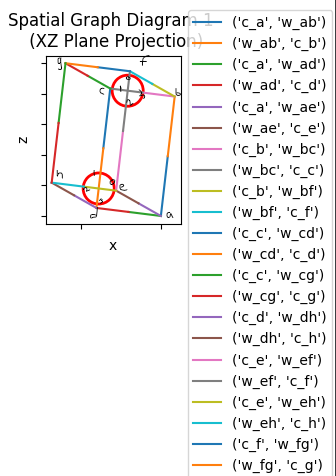 Spatial Graph Diagram 1
(XZ Plane Projection)
z
x
g
f
c
b
h
e
d
a
('c_a', 'w_ab')
('w_ab', 'c_b')
('c_a', 'w_ad')
('w_ad', 'c_d')
('c_a', 'w_ae')
('w_ae', 'c_e')
('c_b', 'w_bc')
('w_bc', 'c_c')
('c_b', 'w_bf')
('w_bf', 'c_f')
('c_c', 'w_cd')
('w_cd', 'c_d')
('c_c', 'w_cg')
('w_cg', 'c_g')
('c_d', 'w_dh')
('w_dh', 'c_h')
('c_e', 'w_ef')
('w_ef', 'c_f')
('c_e', 'w_eh')
('w_eh', 'c_h')
('c_f', 'w_fg')
('w_fg', 'c_g')